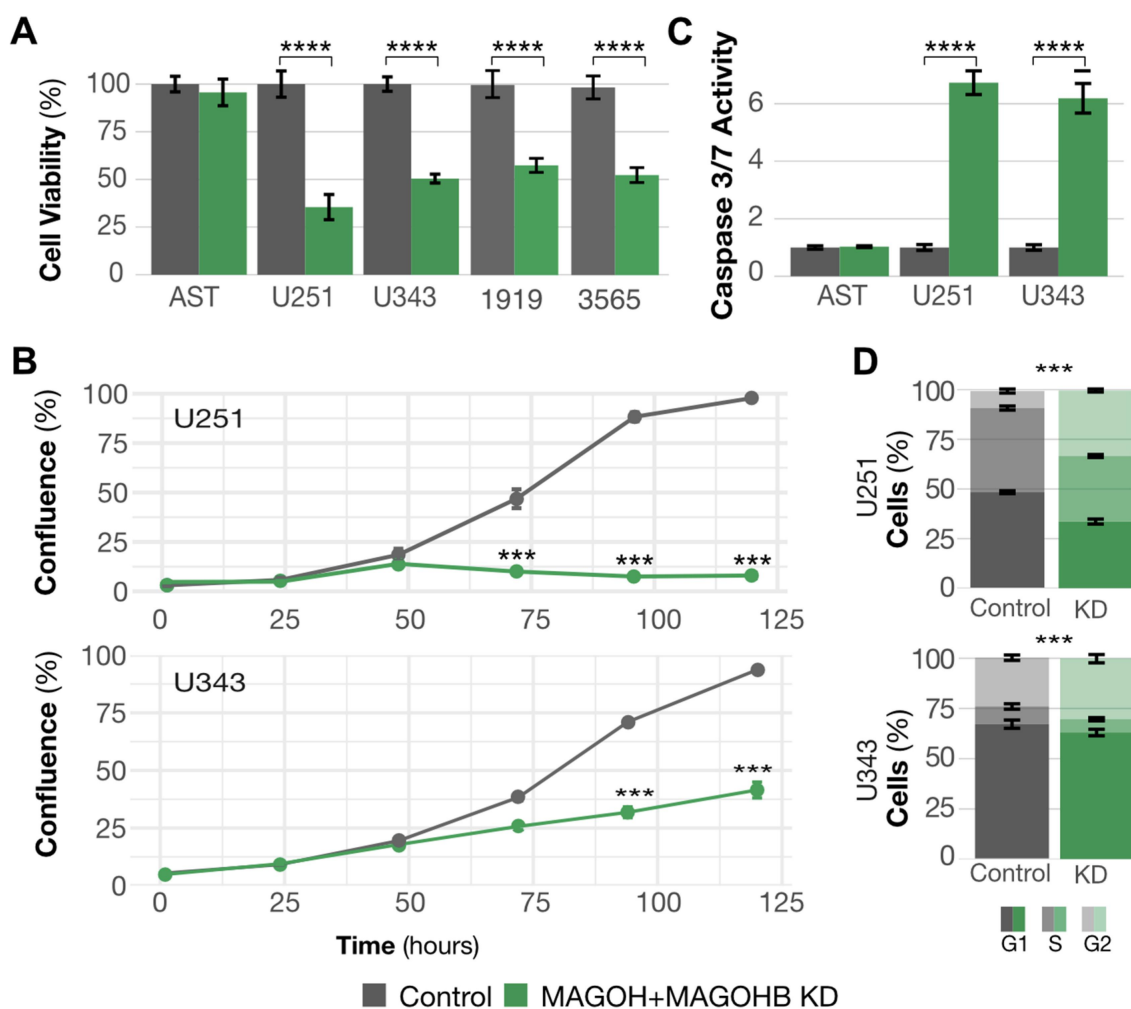 A
Cell Viability (%)
100
75
50
25
0
**** **** **** ****
AST U251 U343 1919 3565
C
Caspase 3/7 Activity
6
4
2
0
**** ****
AST U251 U343
B
Confluence (%)
100
75
50
25
0
U251
*** *** ***
0 25 50 75 100 125
Confluence (%)
100
75
50
25
0
U343
*** ***
0 25 50 75 100 125
Time (hours)
D
***
U251
Cells (%)
100
75
50
25
0
Control KD
***
U343
Cells (%)
100
75
50
25
0
Control KD
G1 S G2
Control MAGOH+MAGOHB KD